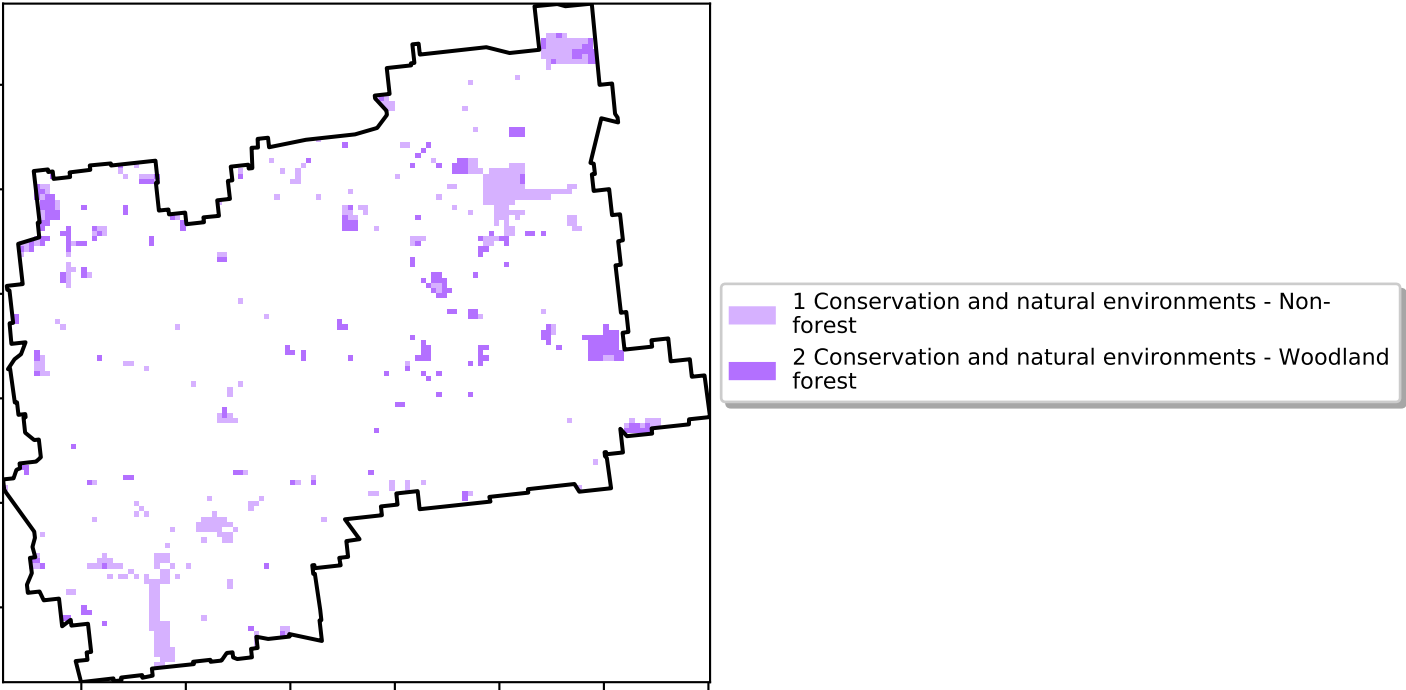 1 Conservation and natural environments - Non-
forest
2 Conservation and natural environments - Woodland
forest